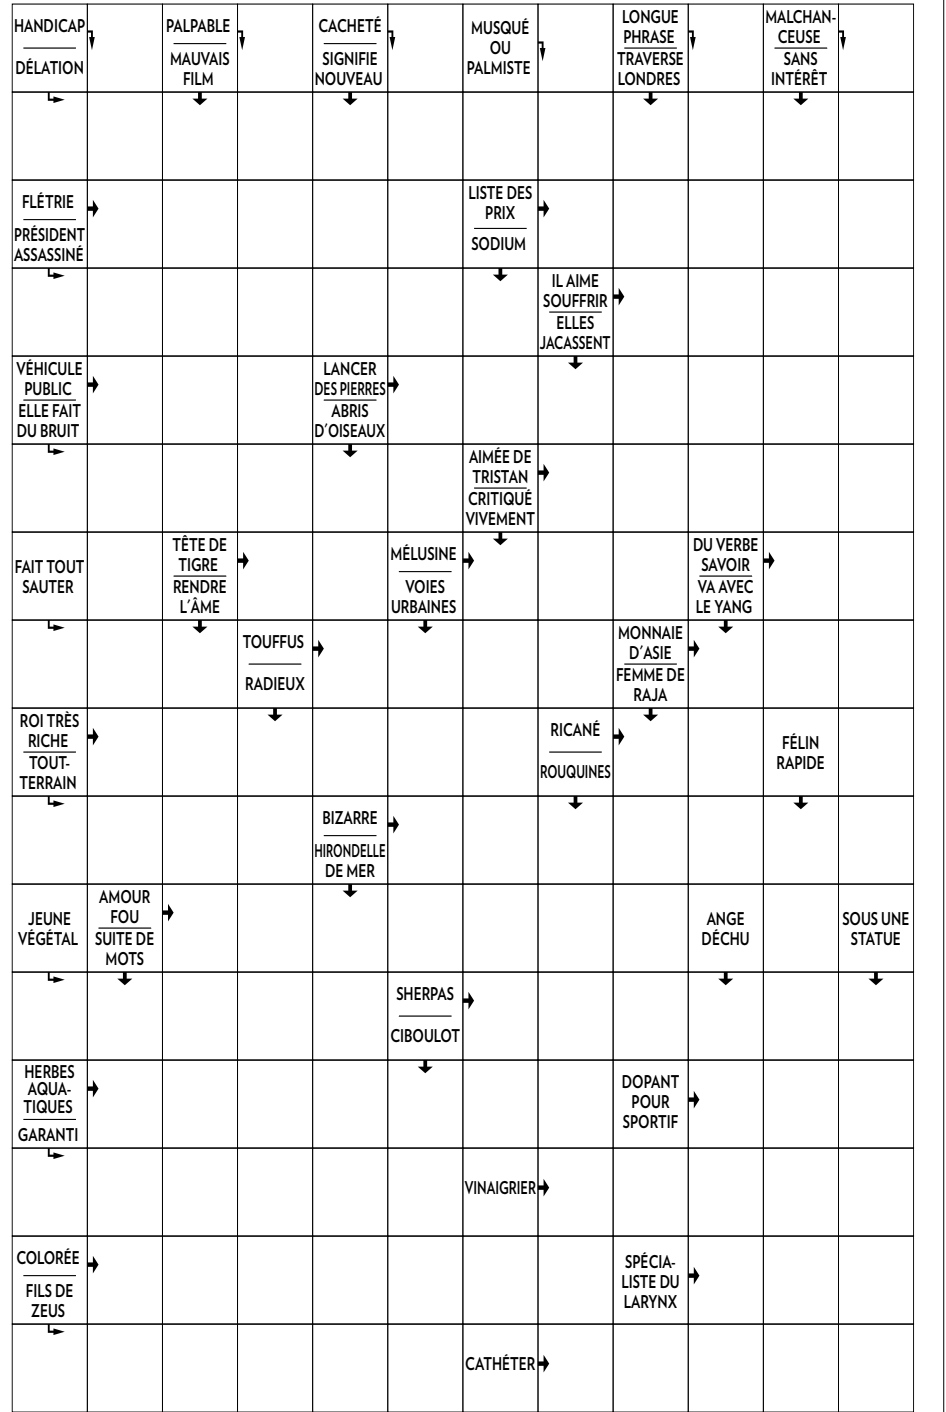 HANDICAP
DÉLATION
PALPABLE
MAUVAIS
FILM
CACHETÉ
SIGNIFIE
NOUVEAU
MUSQUÉ
OU
PALMISTE
LONGUE
PHRASE
TRAVERSE
LONDRES
MALCHAN-
CEUSE
SANS
INTÉRÊT
FLÉTRIE
PRÉSIDENT
ASSASSINÉ
LISTE DES
PRIX
SODIUM
IL AIME
SOUFFRIR
ELLES
JACASSENT
VÉHICULE
PUBLIC
ELLE FAIT
DU BRUIT
LANCER
DES PIERRES
ABRIS
D'OISEAUX
AIMÉE DE
TRISTAN
CRITIQUÉ
VIVEMENT
FAIT TOUT
SAUTER
TÊTE DE
TIGRE
RENDRE
L'ÂME
MÉLUSINE
VOIES
URBAINES
DU VERBE
SAVOIR
VA AVEC
LE YANG
TOUFFUS
RADIEUX
MONNAIE
D'ASIE
FEMME DE
RAJA
ROI TRÈS
RICHE
TOUT-
TERRAIN
RICANÉ
ROUQUINES
FÉLIN
RAPIDE
BIZARRE
HIRONDELLE
DE MER
JEUNE
VÉGÉTAL
AMOUR
FOU
SUITE DE
MOTS
ANGE
DÉCHU
SOUS UNE
STATUE
SHERPAS
CIBOULOT
HERBES
AQUA-
TIQUES
GARANTI
DOPANT
POUR
SPORTIF
VINAIGRIER
COLORÉE
FILS DE
ZEUS
SPÉCIA-
LISTE DU
LARYNX
CATHÉTER